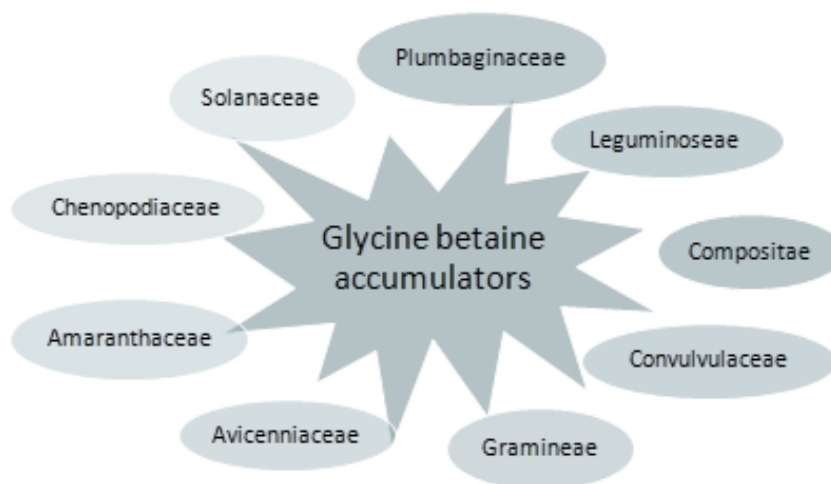 Plumbaginaceae
Solanaceae
Leguminoseae
Chenopodiaceae
Glycine betaine
accumulators
Compositae
Amaranthaceae
Convulvulaceae
Avicenniaceae
Gramineae